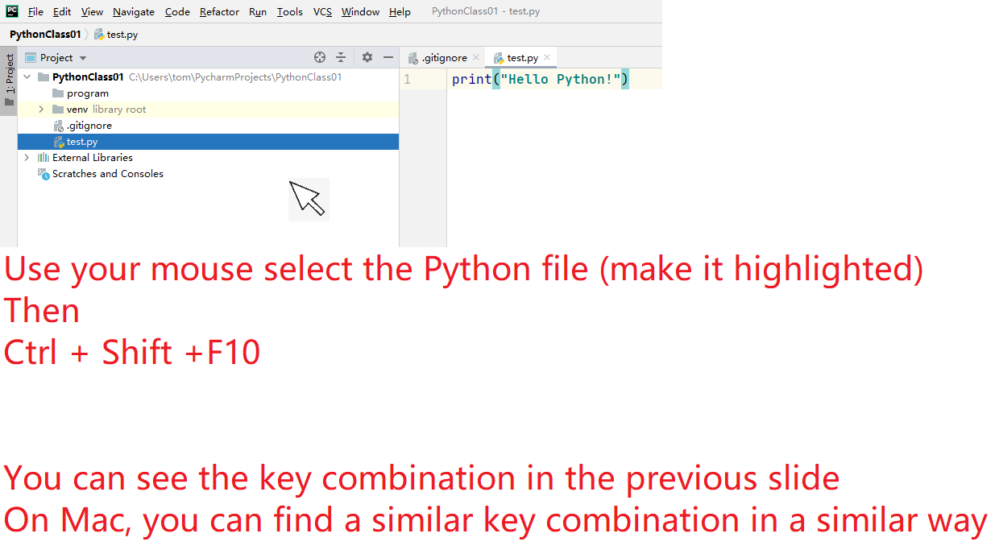 PC File Edit View Navigate Code Refactor Run Tools VCS Window Help PythonClass01 - test.py
PythonClass01 test.py
1: Project
Project
.gitignore test.py
PythonClass01 C:\Users\tom\PycharmProjects\PythonClass01
program
venv library root
.gitignore
test.py
External Libraries
Scratches and Consoles
1 print("Hello Python!")
Use your mouse select the Python file (make it highlighted)
Then
Ctrl + Shift +F10
You can see the key combination in the previous slide
On Mac, you can find a similar key combination in a similar way